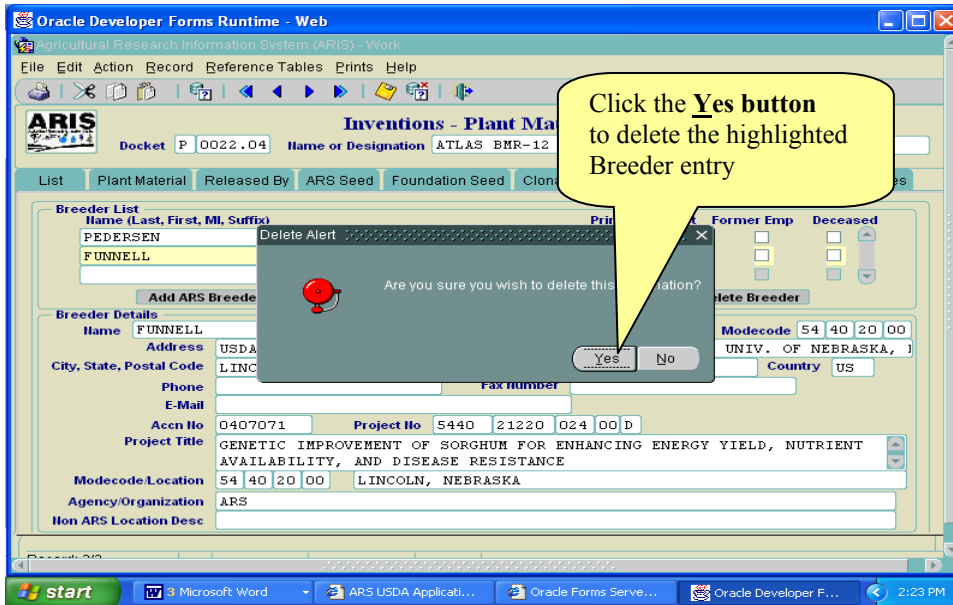 Oracle Developer Forms Runtime - Web
Agricultural Research Information System (ARIS) - Work
File Edit Action Record Reference Tables Prints Help
ARIS
Inventions - Plant Mat
Docket P 0022.04 Name or Designation ATLAS BMR-12
Click the Yes button
to delete the highlighted
Breeder entry
List Plant Material Released By ARS Seed Foundation Seed Clona es
Breeder List
Name (Last, First, MI, Suffix) Prin t Former Emp Deceased
PEDERSEN
FUNNELL
Delete Alert
Are you sure you wish to delete this mation?
Yes No
Add ARS Breede elete Breeder
Breeder Details
Name FUNNELL Modecode 54 40 20 00
Address USDA UNIV. OF NEBRASKA,
City, State, Postal Code LINC Country US
Phone Fax Number
E-Mail
Accn No 0407071 Project No 5440 21220 024 00 D
Project Title GENETIC IMPROVEMENT OF SORGHUM FOR ENHANCING ENERGY YIELD, NUTRIENT
AVAILABILITY, AND DISEASE RESISTANCE
Modecode/Location 54 40 20 00 LINCOLN, NEBRASKA
Agency/Organization ARS
Non ARS Location Desc
start 3 Microsoft Word ARS USDA Applicati... Oracle Forms Serve... Oracle Developer F... 2:23 PM